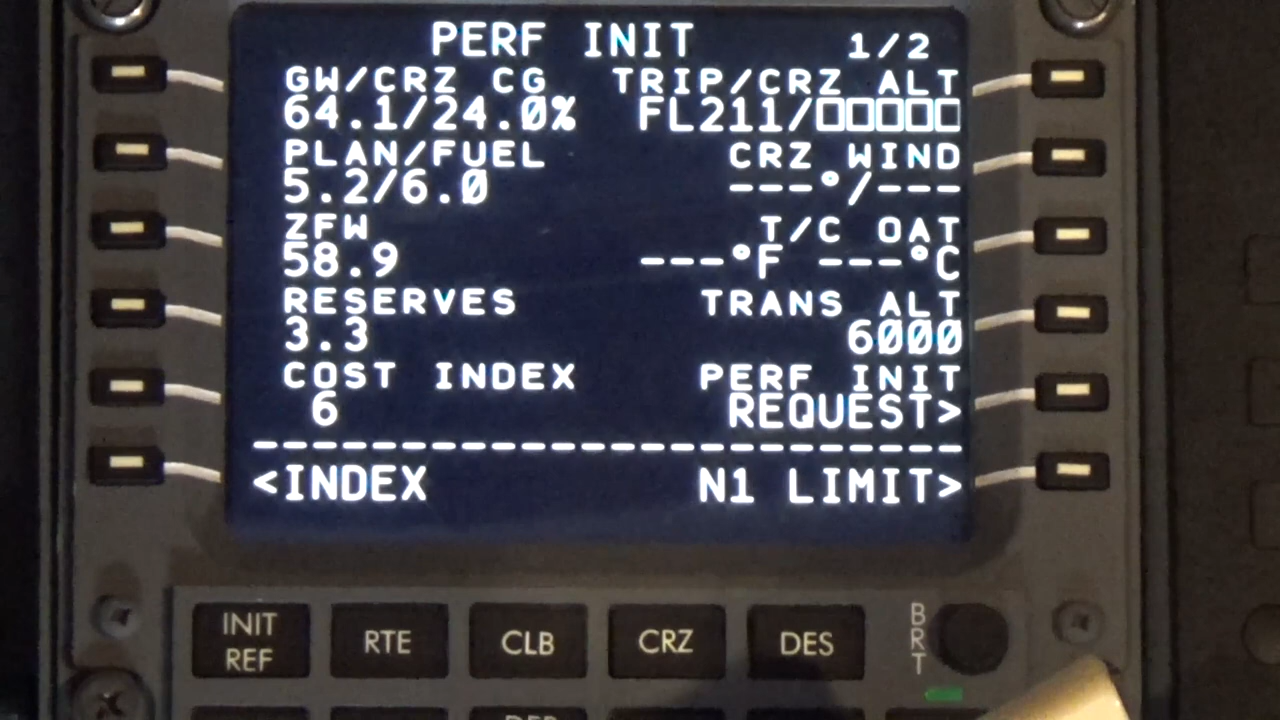 PERF INIT 1/2
GW/CRZ CG TRIP/CRZ ALT
64.1/24.0% FL211/□□□□□
PLAN/FUEL CRZ WIND
5.2/6.0 ---°/---
ZFW T/C OAT
58.9 ---°F ---°C
RESERVES TRANS ALT
3.3 6000
COST INDEX PERF INIT
6 REQUEST>
------------------------
<INDEX N1 LIMIT>
INIT REF
RTE
CLB
CRZ
DES
BRT